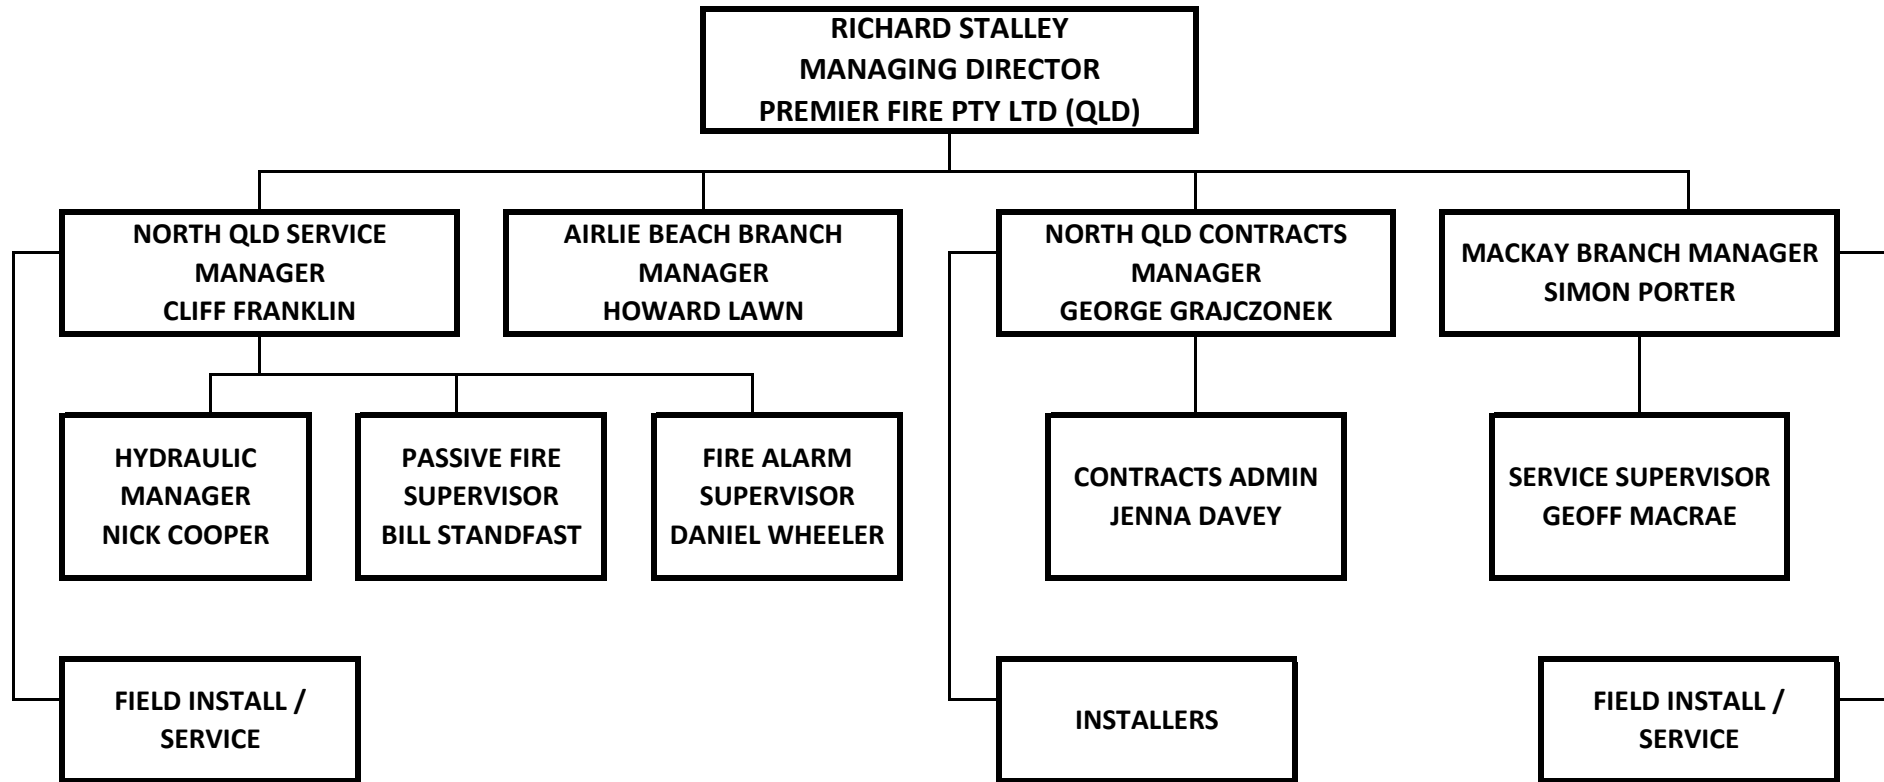 RICHARD STALLEY
MANAGING DIRECTOR
PREMIER FIRE PTY LTD (QLD)
NORTH QLD SERVICE
MANAGER
CLIFF FRANKLIN
AIRLIE BEACH BRANCH
MANAGER
HOWARD LAWN
NORTH QLD CONTRACTS
MANAGER
GEORGE GRAJCZONEK
MACKAY BRANCH MANAGER
SIMON PORTER
HYDRAULIC
MANAGER
NICK COOPER
PASSIVE FIRE
SUPERVISOR
BILL STANDFAST
FIRE ALARM
SUPERVISOR
DANIEL WHEELER
CONTRACTS ADMIN
JENNA DAVEY
SERVICE SUPERVISOR
GEOFF MACRAE
FIELD INSTALL /
SERVICE
INSTALLERS
FIELD INSTALL /
SERVICE